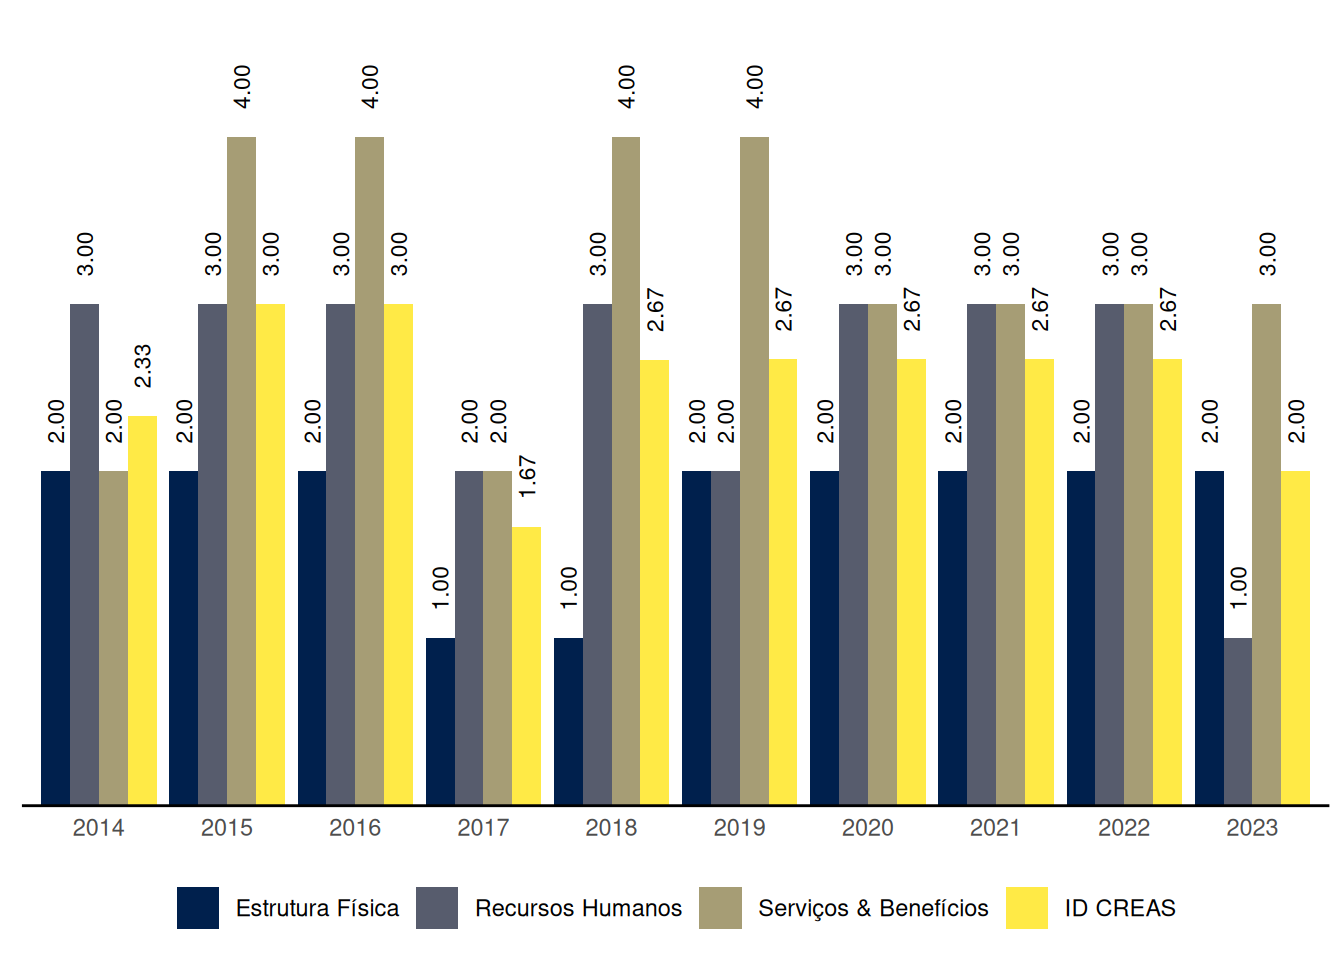 4.00 4.00 4.00 4.00
3.00 3.00 3.00 3.00 3.00 3.00 3.00 3.00 3.00 3.00 3.00 3.00 3.00
2.67 2.67 2.67 2.67 2.67
2.33
2.00 2.00 2.00 2.00 2.00 2.00 2.00 2.00 2.00 2.00 2.00 2.00 2.00
1.67
1.00 1.00 1.00
2014 2015 2016 2017 2018 2019 2020 2021 2022 2023
Estrutura Física Recursos Humanos Serviços & Benefícios ID CREAS